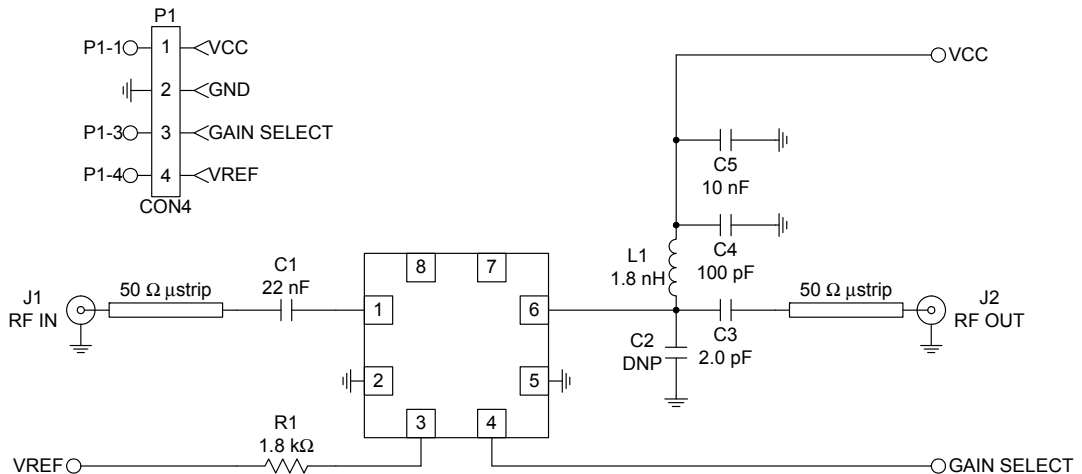 P1
P1-1 1 VCC
2 GND
P1-3 3 GAIN SELECT
P1-4 4 VREF
CON4
VCC
C5
10 nF
C4
100 pF
L1
1.8 nH
J1
RF IN
50 Ω µstrip
C1
22 nF
8 7
1 6
2 5
3 4
C2
DNP
C3
2.0 pF
50 Ω µstrip
J2
RF OUT
R1
1.8 kΩ
VREF
GAIN SELECT